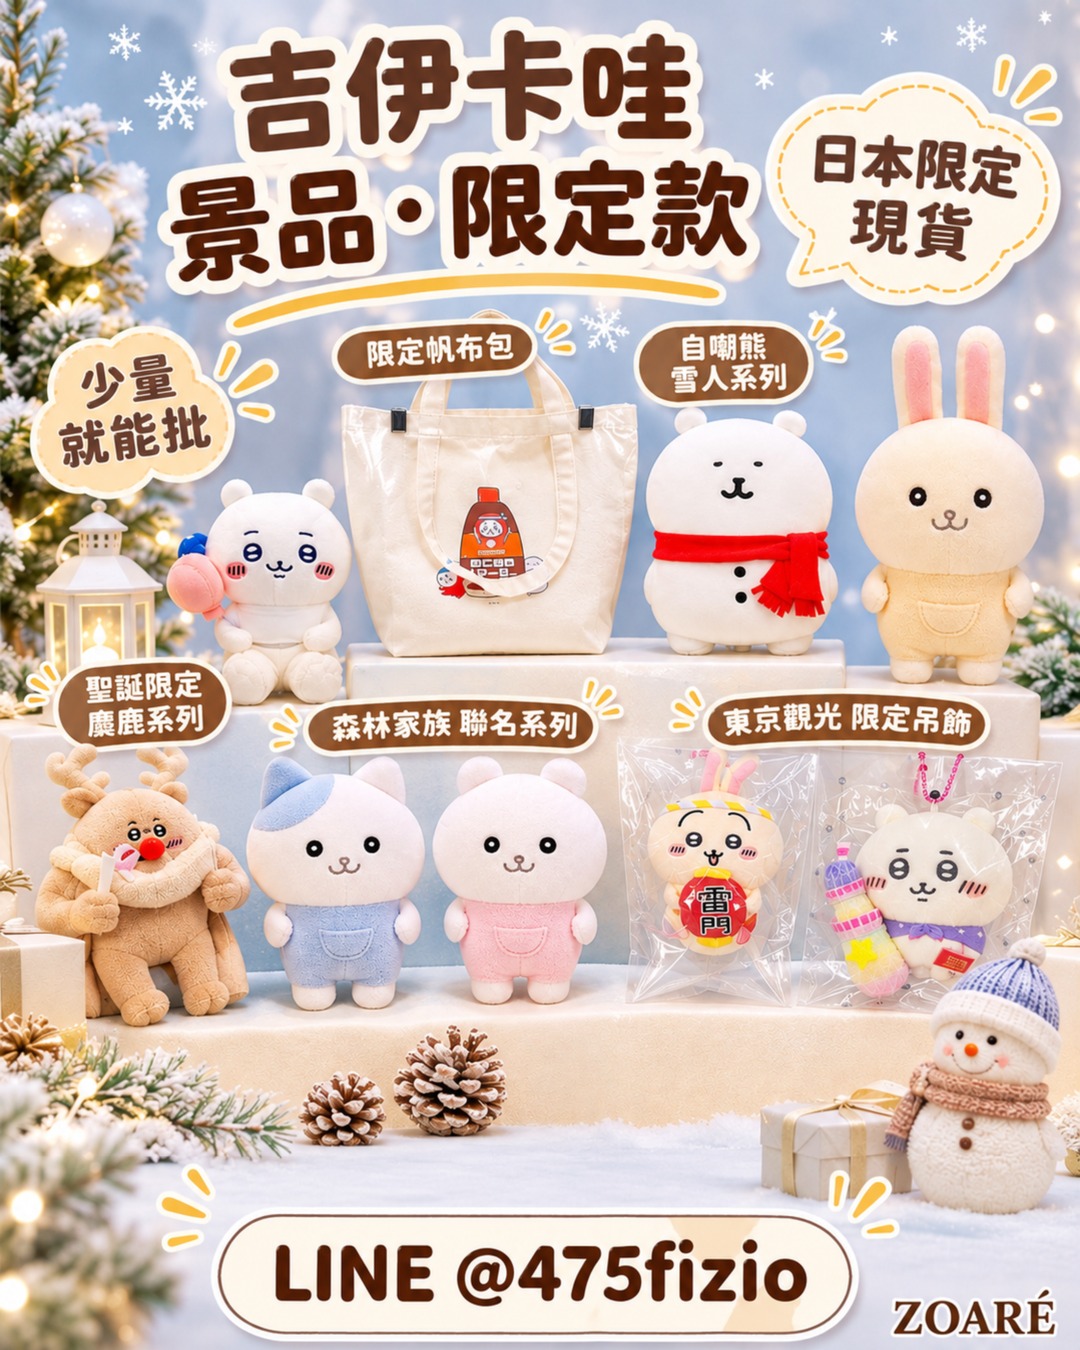 吉伊卡哇
景品・限定款
日本限定
現貨
少量
就能批
限定帆布包
自嘲熊
雪人系列
聖誕限定
麋鹿系列
森林家族 聯名系列
東京觀光 限定吊飾
雷門
LINE @475fizio
ZOARÉ